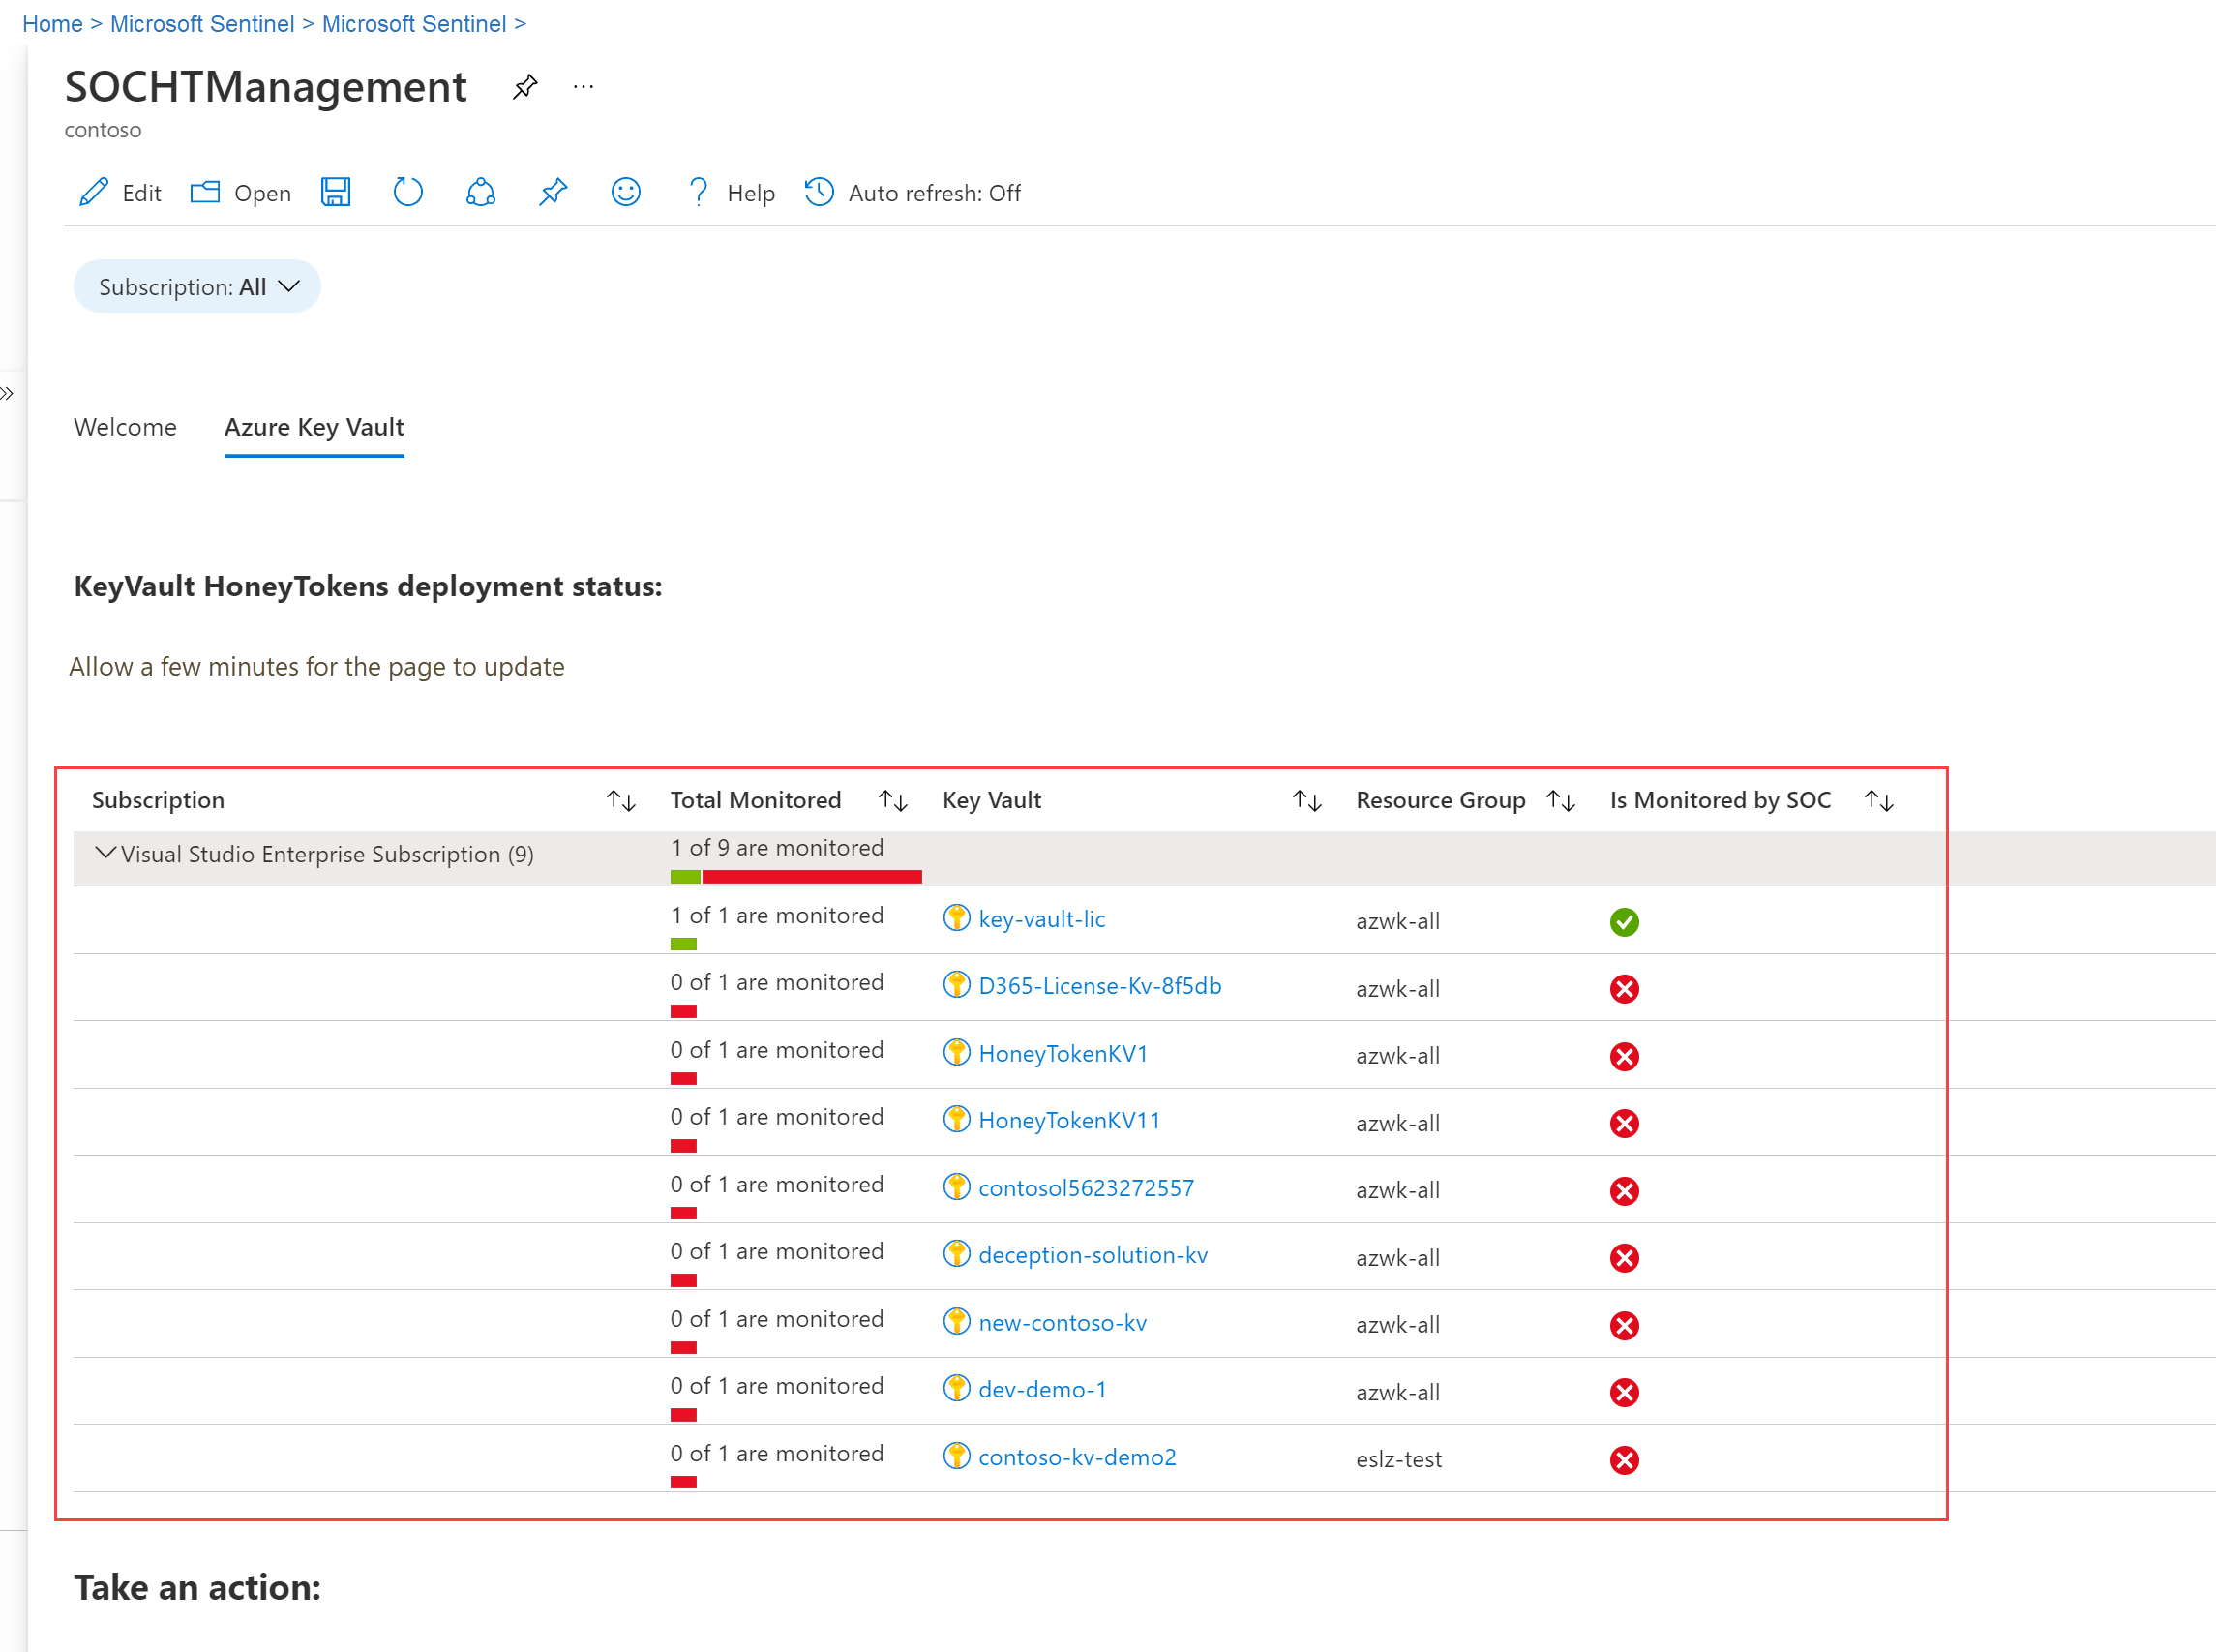 Home > Microsoft Sentinel > Microsoft Sentinel >
SOCHTManagement ...
contoso
Edit Open Help Auto refresh: Off
Subscription: All
Welcome Azure Key Vault
KeyVault HoneyTokens deployment status:
Allow a few minutes for the page to update
Subscription Total Monitored Key Vault Resource Group Is Monitored by SOC
Visual Studio Enterprise Subscription (9) 1 of 9 are monitored
1 of 1 are monitored key-vault-lic azwk-all
0 of 1 are monitored D365-License-Kv-8f5db azwk-all
0 of 1 are monitored HoneyTokenKV1 azwk-all
0 of 1 are monitored HoneyTokenKV11 azwk-all
0 of 1 are monitored contosol5623272557 azwk-all
0 of 1 are monitored deception-solution-kv azwk-all
0 of 1 are monitored new-contoso-kv azwk-all
0 of 1 are monitored dev-demo-1 azwk-all
0 of 1 are monitored contoso-kv-demo2 eslz-test
Take an action: